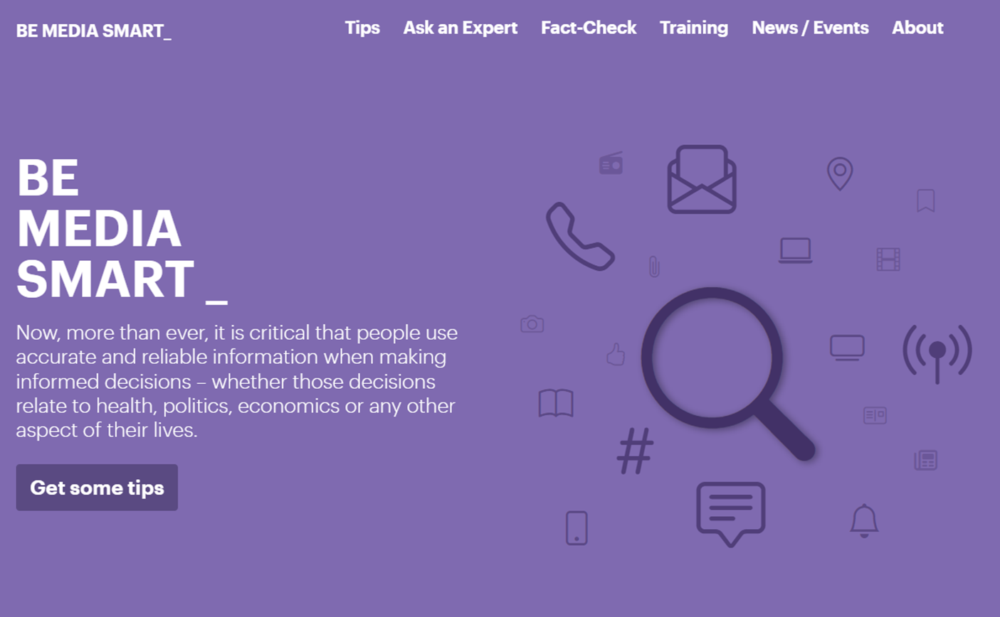 BE MEDIA SMART_
Tips Ask an Expert Fact-Check Training News / Events About
BE
MEDIA
SMART _
Now, more than ever, it is critical that people use
accurate and reliable information when making
informed decisions – whether those decisions
relate to health, politics, economics or any other
aspect of their lives.
Get some tips
#